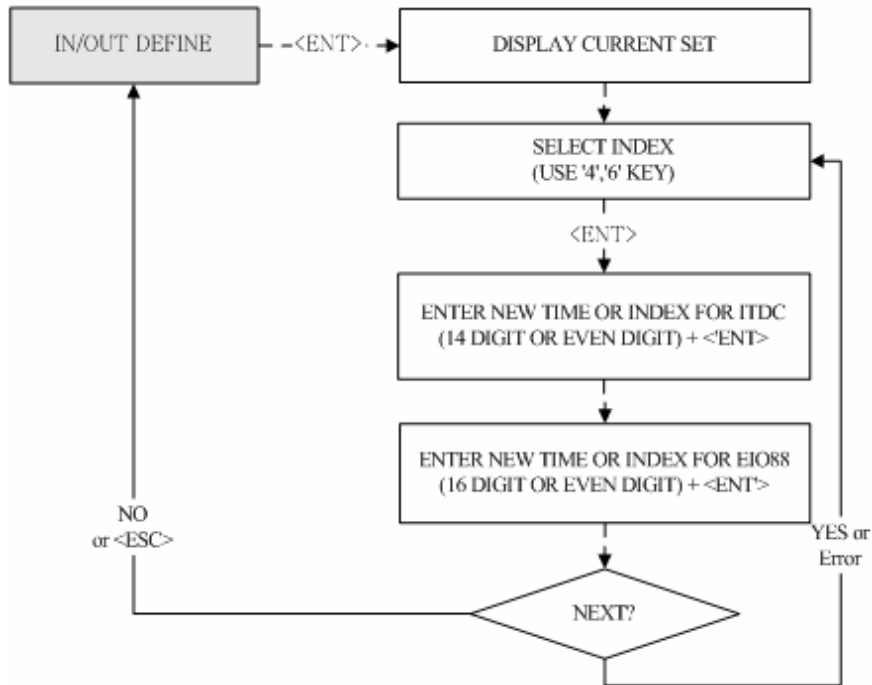 IN/OUT DEFINE
<ENT>
DISPLAY CURRENT SET
SELECT INDEX
(USE '4','6' KEY)
<ENT>
ENTER NEW TIME OR INDEX FOR ITDC
(14 DIGIT OR EVEN DIGIT) + <'ENT>
ENTER NEW TIME OR INDEX FOR EIO88
(16 DIGIT OR EVEN DIGIT) + <ENT'>
NO
or <ESC>
YES or
Error
NEXT?